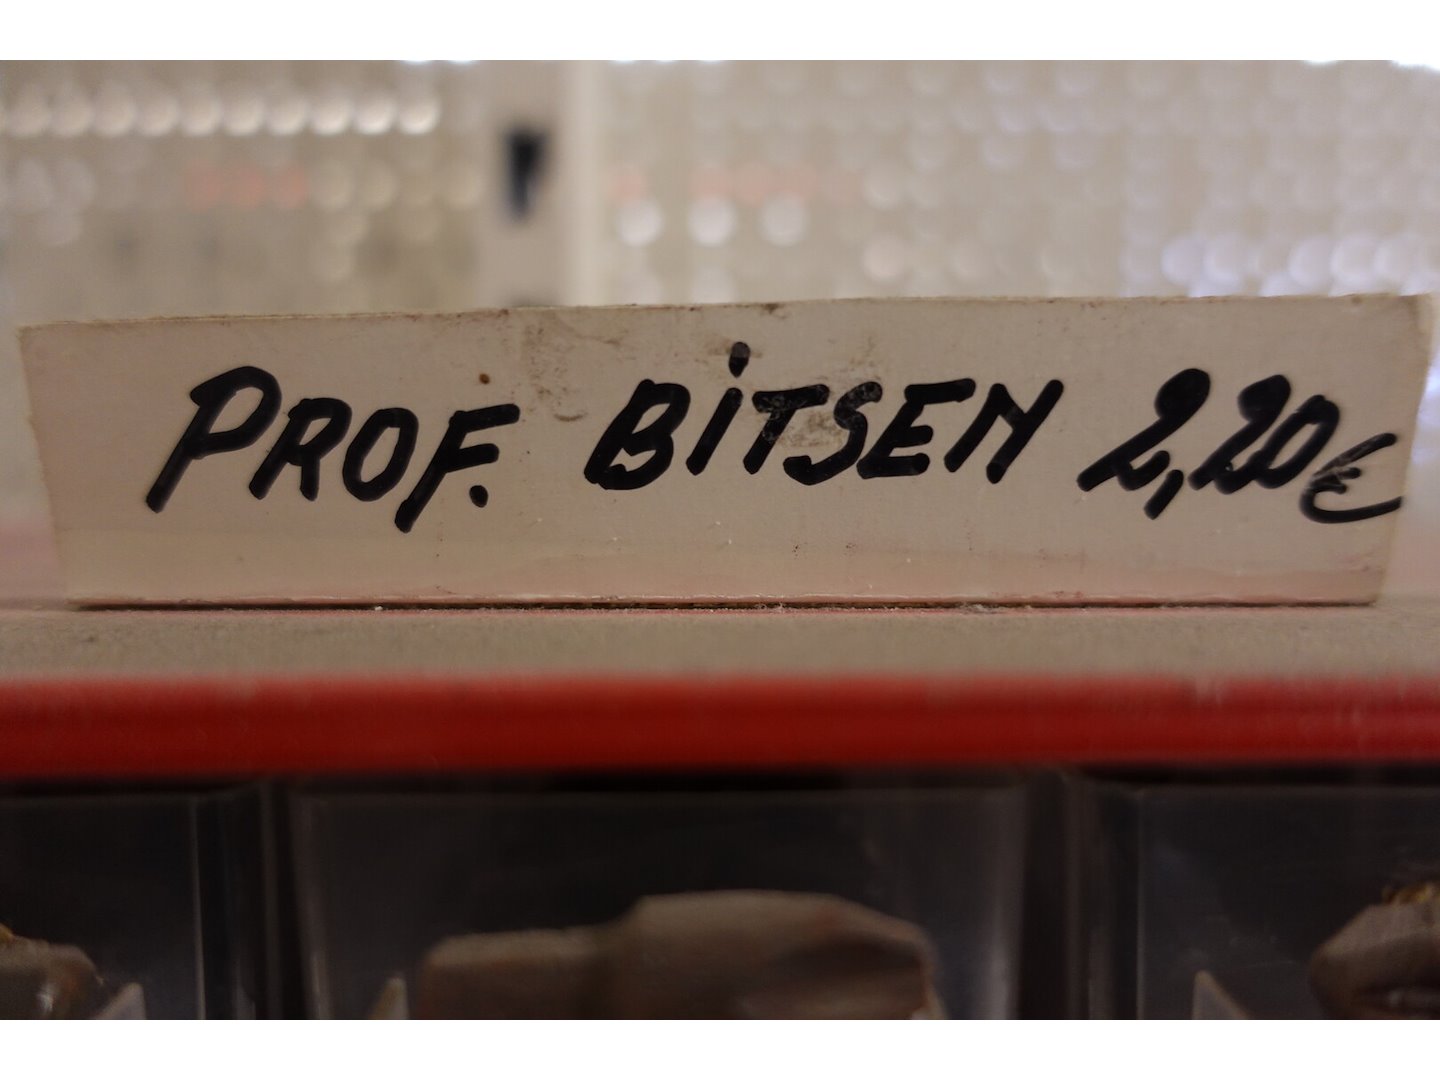 PROF. BİTSEN 2,20€